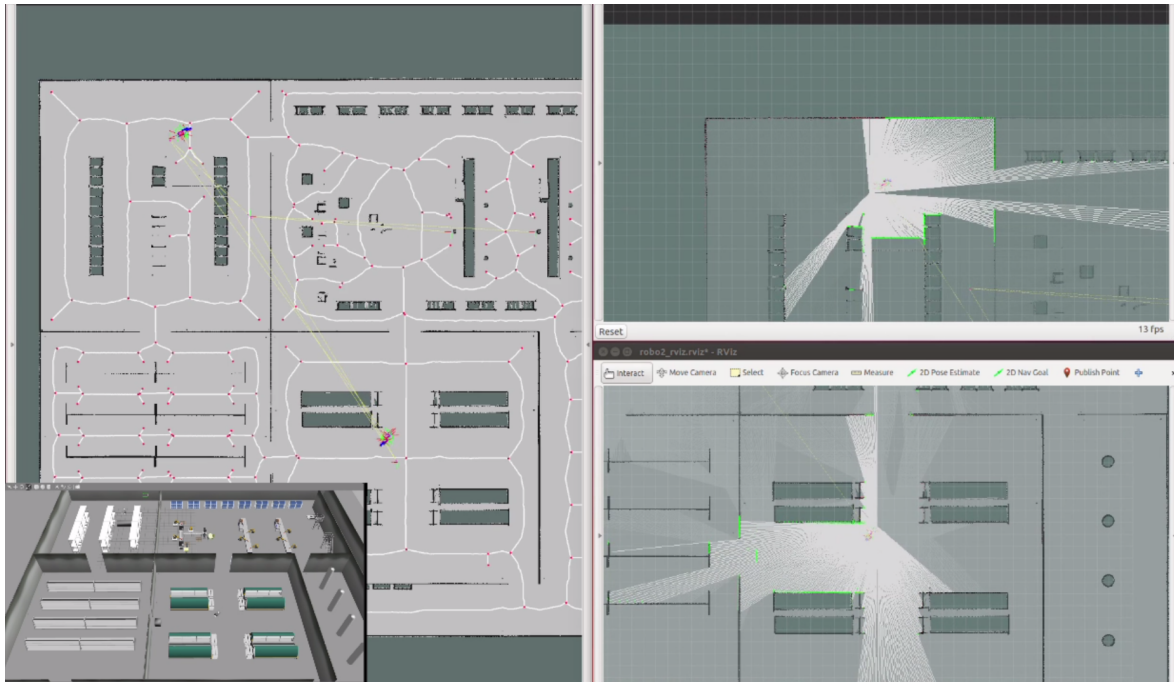 Reset
13 fps
robo2_rviz.rviz* - RViz
Interact Move Camera Select Focus Camera Measure 2D Pose Estimate 2D Nav Goal Publish Point